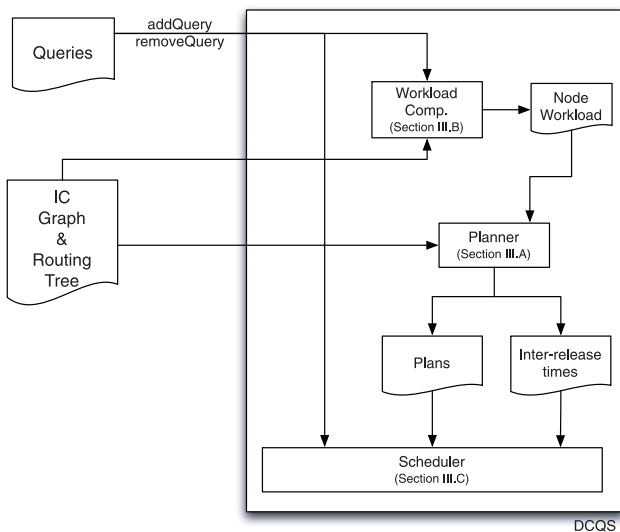 addQuery
removeQuery
Queries
Workload
Comp.
(Section III.B)
Node
Workload
IC
Graph
&
Routing
Tree
Planner
(Section III.A)
Plans
Inter-release
times
Scheduler
(Section III.C)
DCQS